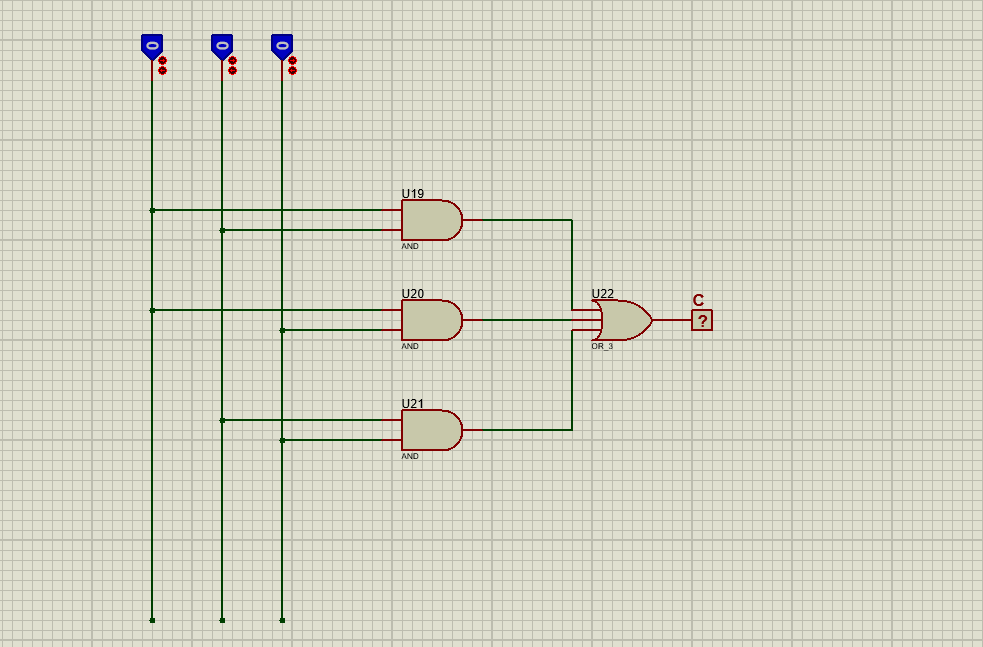 0 0 0
U19
AND
U20
AND
U22
OR_3
C
?
U21
AND